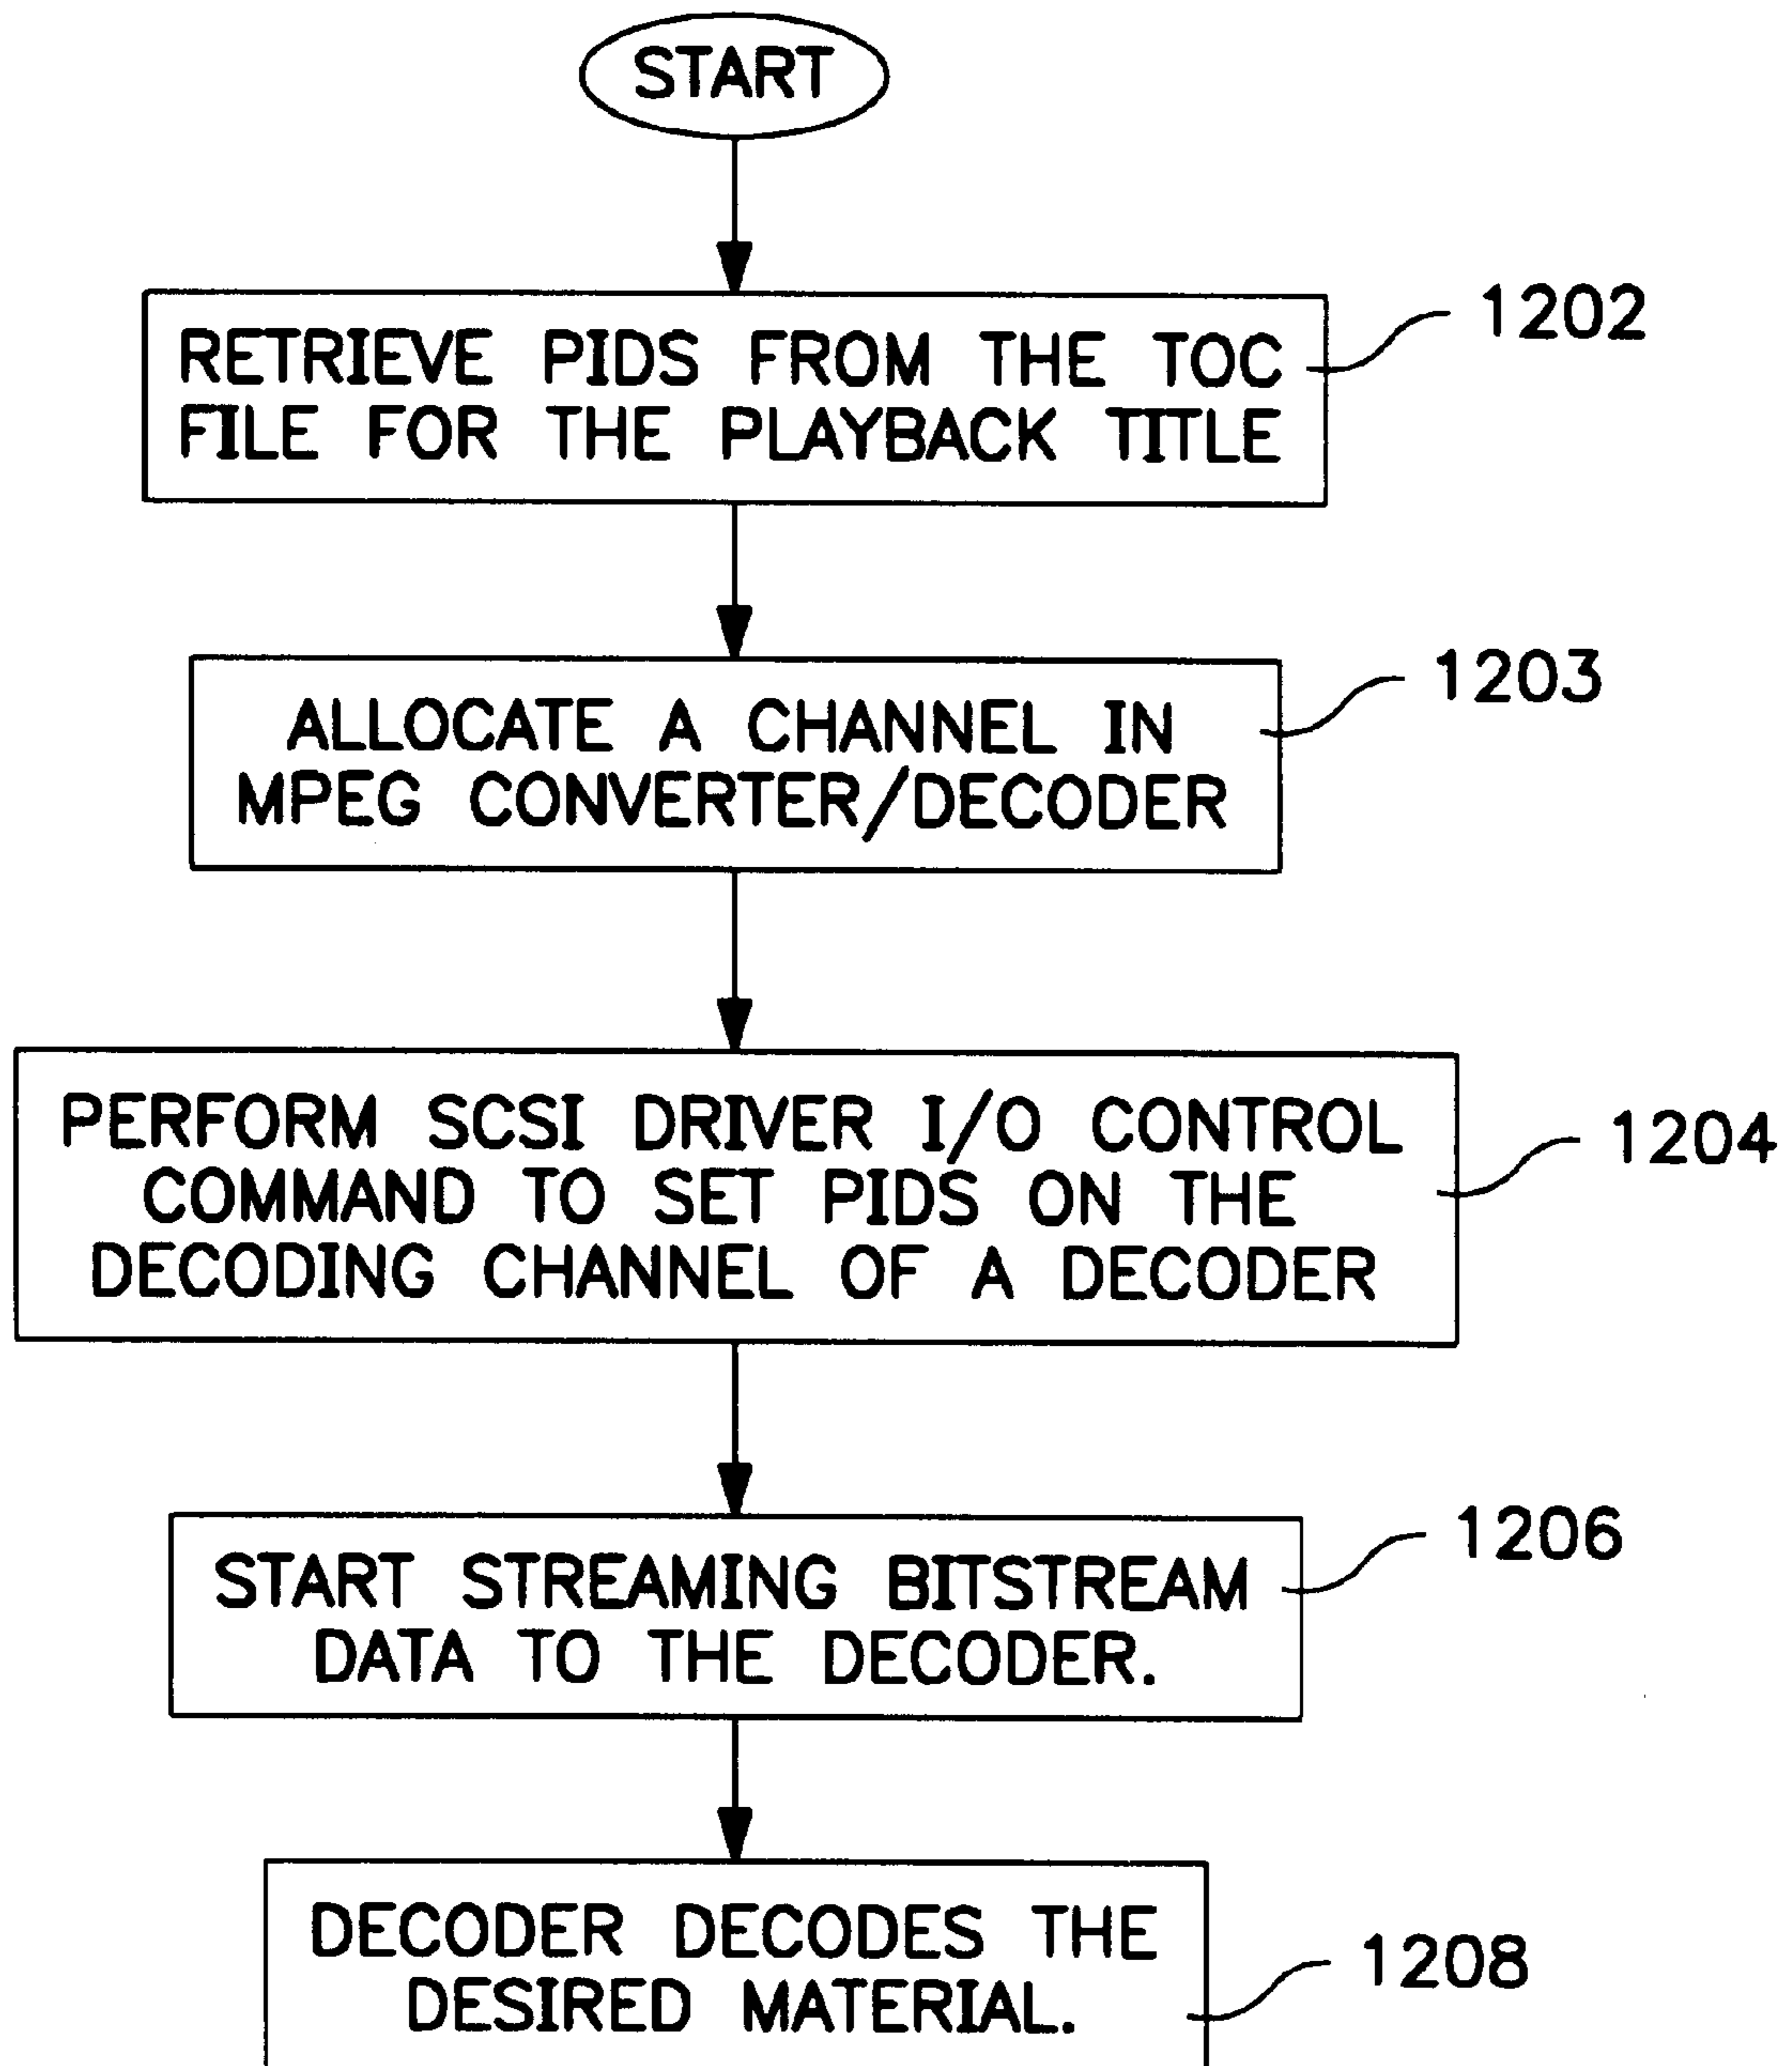 START
1202
RETRIEVE PIDS FROM THE TOC
FILE FOR THE PLAYBACK TITLE
1203
ALLOCATE A CHANNEL IN
MPEG CONVERTER/DECODER
1204
PERFORM SCSI DRIVER I/O CONTROL
COMMAND TO SET PIDS ON THE
DECODING CHANNEL OF A DECODER
1206
START STREAMING BITSTREAM
DATA TO THE DECODER.
1208
DECODER DECODES THE
DESIRED MATERIAL.